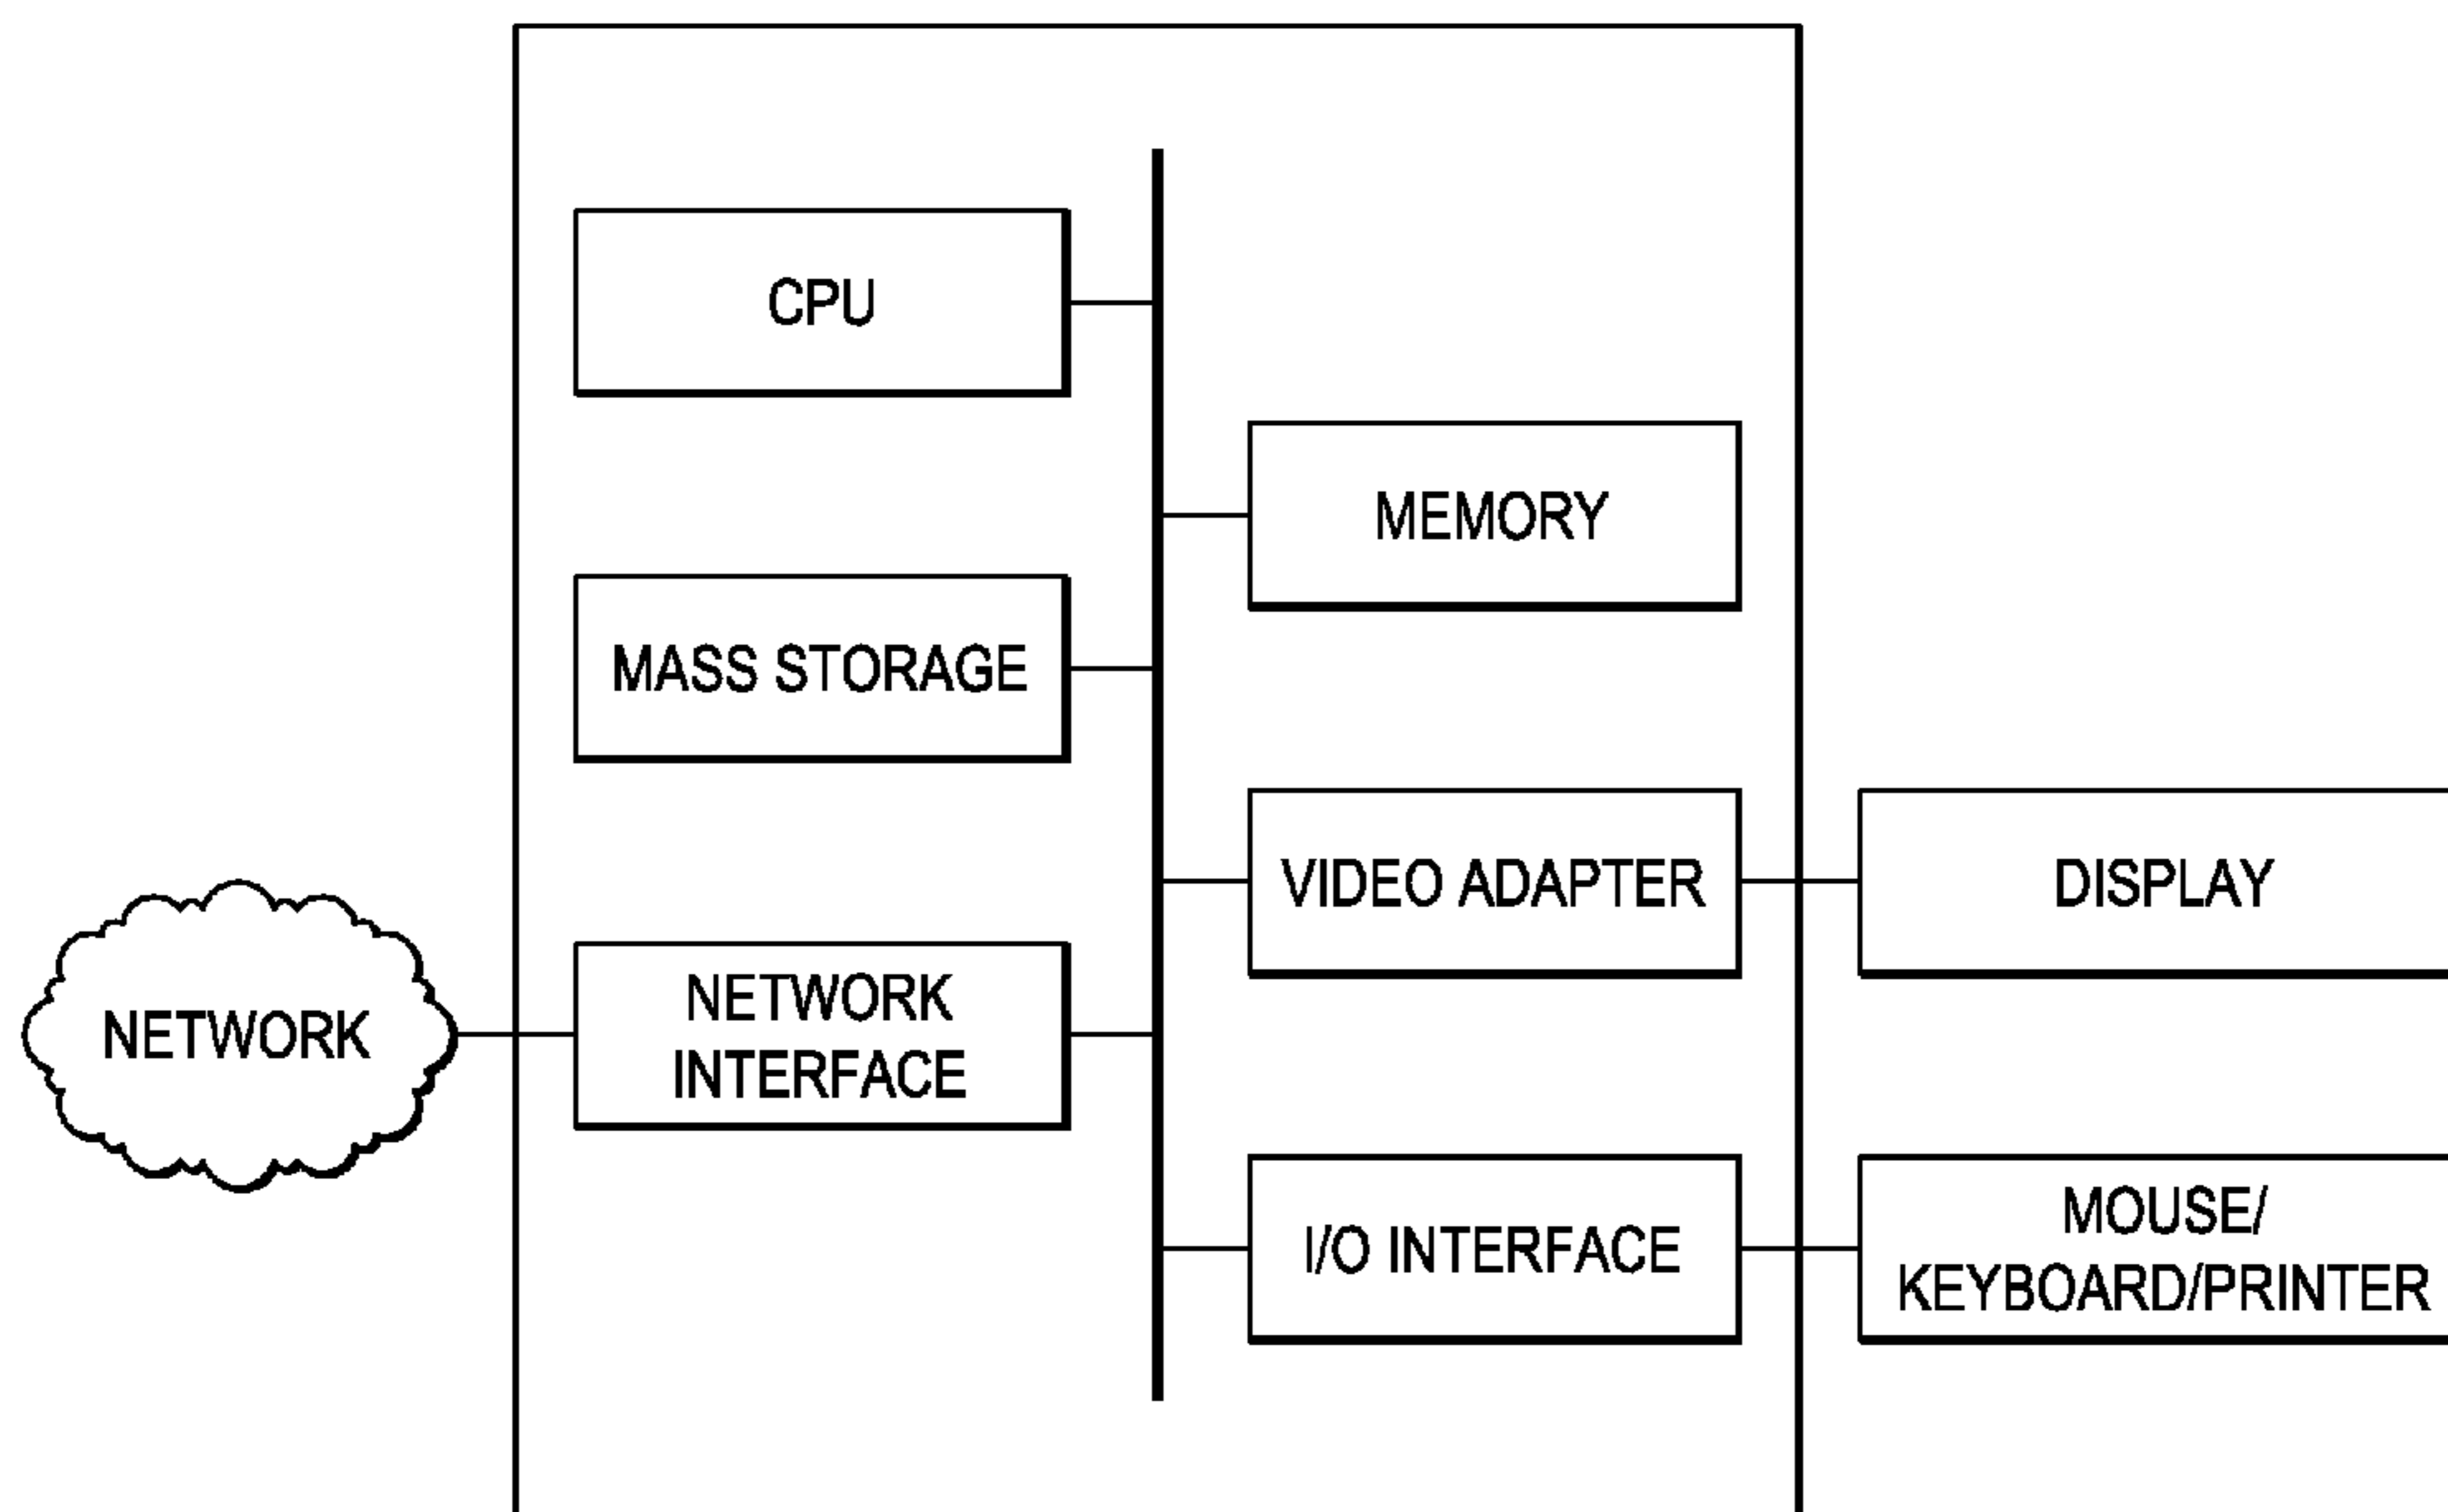 CPU
MEMORY
MASS STORAGE
VIDEO ADAPTER
DISPLAY
NETWORK
NETWORK
INTERFACE
I/O INTERFACE
MOUSE/
KEYBOARD/PRINTER